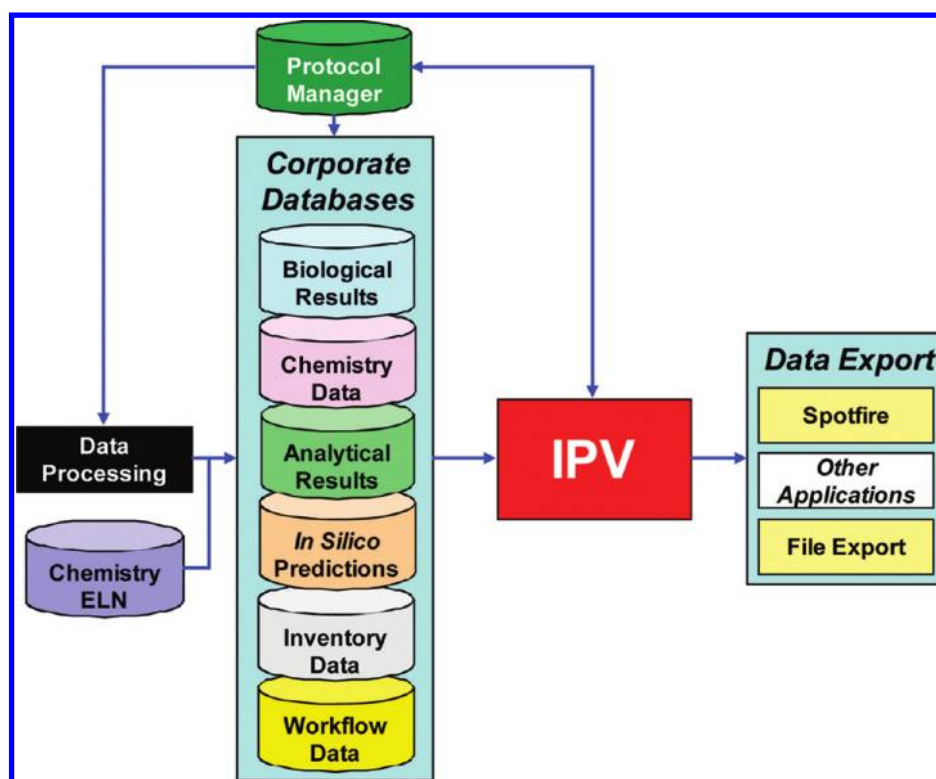 Protocol
Manager
Corporate
Databases
Biological
Results
Chemistry
Data
Analytical
Results
In Silico
Predictions
Inventory
Data
Workflow
Data
Data
Processing
Chemistry
ELN
IPV
Data Export
Spotfire
Other
Applications
File Export